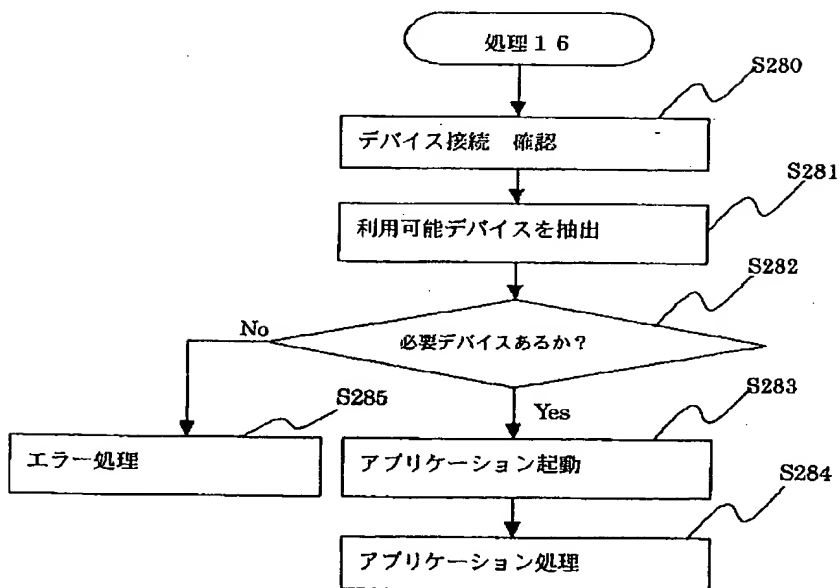 処理１６
S280
デバイス接続　確認
S281
利用可能デバイスを抽出
S282
必要デバイスあるか？
No
Yes
S285
エラー処理
S283
アプリケーション起動
S284
アプリケーション処理